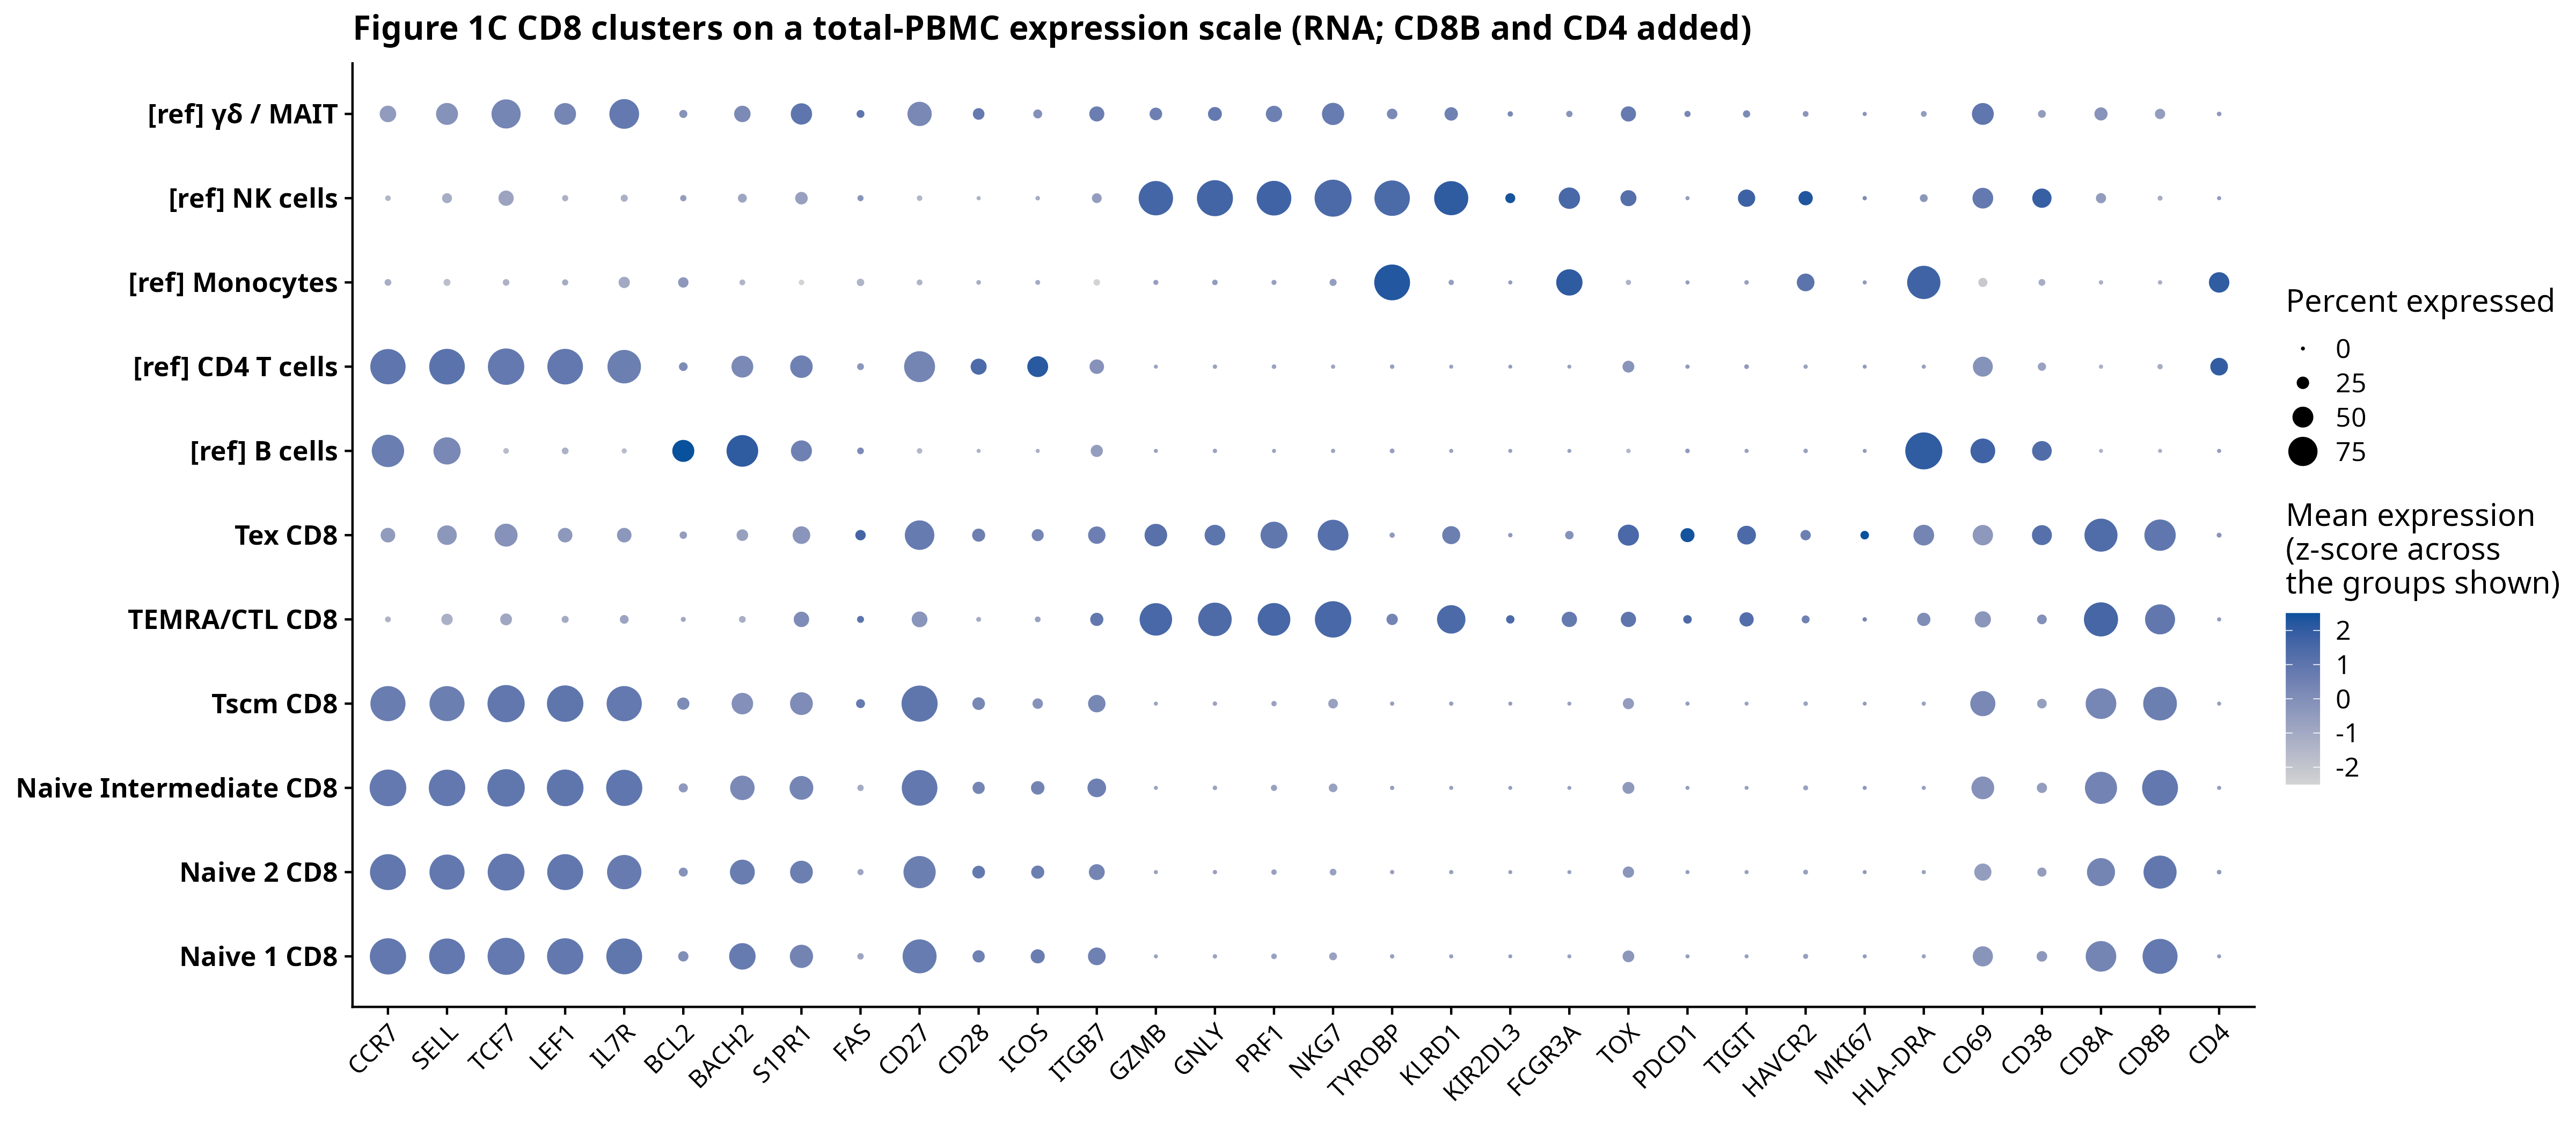 Figure 1C CD8 clusters on a total-PBMC expression scale (RNA; CD8B and CD4 added)
[ref] γδ / MAIT
[ref] NK cells
[ref] Monocytes
[ref] CD4 T cells
[ref] B cells
Tex CD8
TEMRA/CTL CD8
Tscm CD8
Naive Intermediate CD8
Naive 2 CD8
Naive 1 CD8
CCR7
SELL
TCF7
LEF1
IL7R
BCL2
BACH2
S1PR1
FAS
CD27
CD28
ICOS
ITGB7
GZMB
GNLY
PRF1
NKG7
TYROBP
KLRD1
KIR2DL3
FCGR3A
TOX
PDCD1
TIGIT
HAVCR2
MKI67
HLA-DRA
CD69
CD38
CD8A
CD8B
CD4
Percent expressed
0
25
50
75
Mean expression
(z-score across
the groups shown)
2
1
0
-1
-2